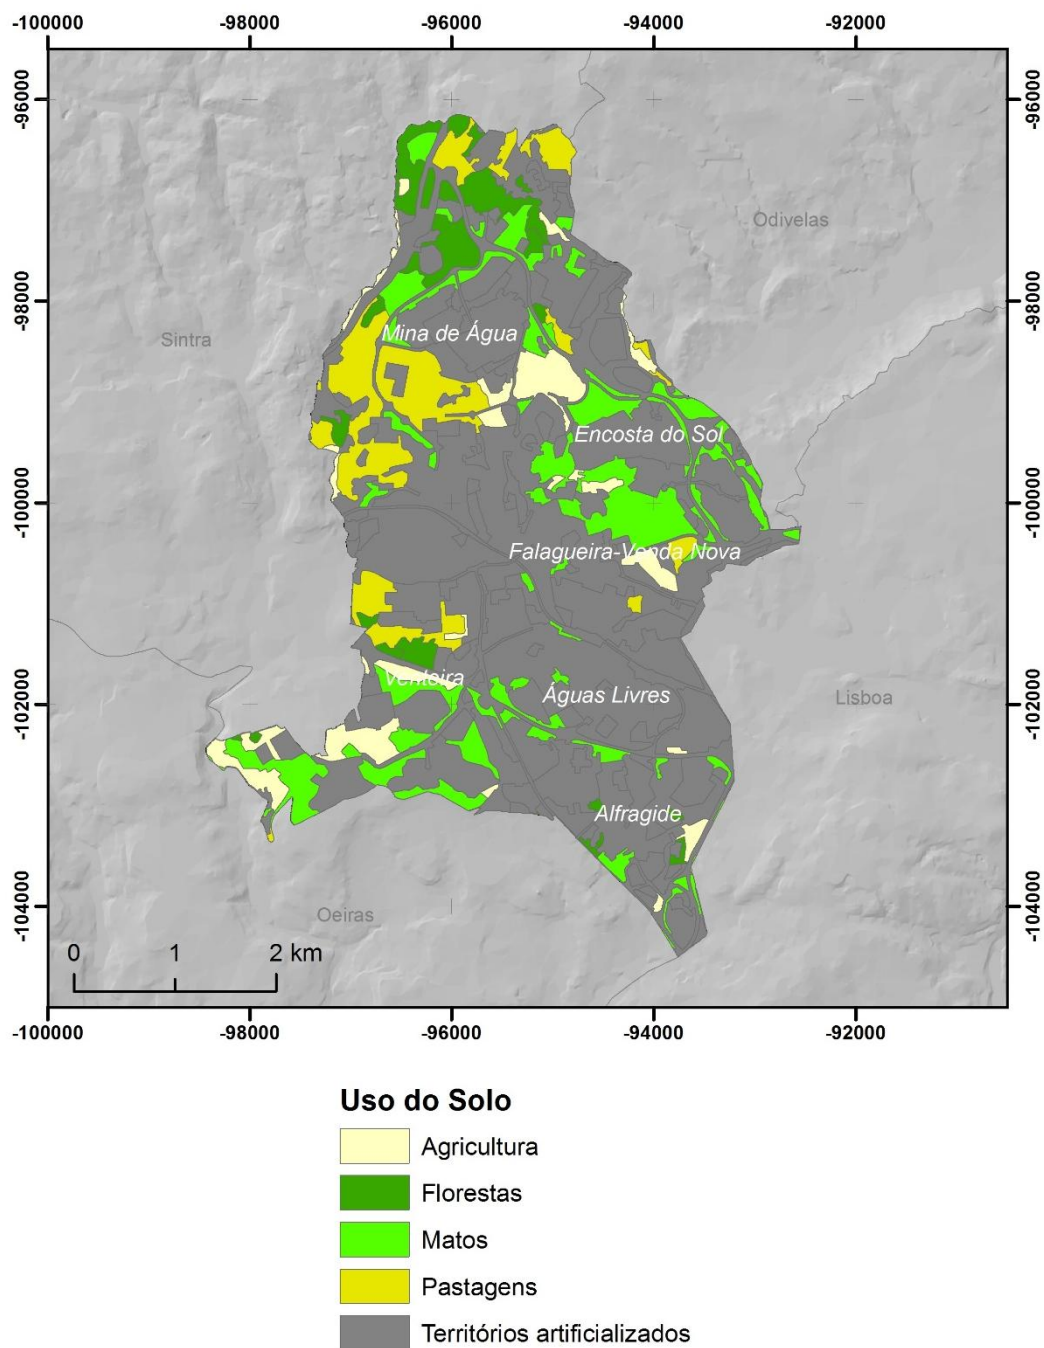 -100000 -98000 -96000 -94000 -92000
-96000 -96000
Odivelas
-98000 -98000
Mina de Água
Sintra
Encosta do Sol
-100000 -100000
Falagueira-Venda Nova
Venteira
Águas Livres
-102000 Lisboa -102000
Alfragide
-104000 Oeiras -104000
0 1 2 km
-100000 -98000 -96000 -94000 -92000
Uso do Solo
Agricultura
Florestas
Matos
Pastagens
Territórios artificializados